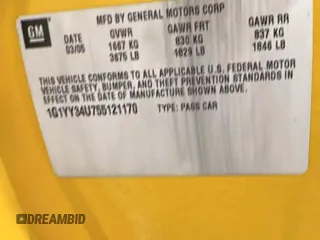 GM
MFD BY GENERAL MOTORS CORP
DATE GVWR GAWR FRT GAWR RR
03/05 1667 KG 830 KG 837 KG
3675 LB 1829 LB 1846 LB
THIS VEHICLE CONFORMS TO ALL APPLICABLE U.S. FEDERAL MOTOR
VEHICLE SAFETY, BUMPER, AND THEFT PREVENTION STANDARDS IN
EFFECT ON THE DATE OF MANUFACTURE SHOWN ABOVE.
1G1YY34U755121170 TYPE: PASS CAR
DREAMBID